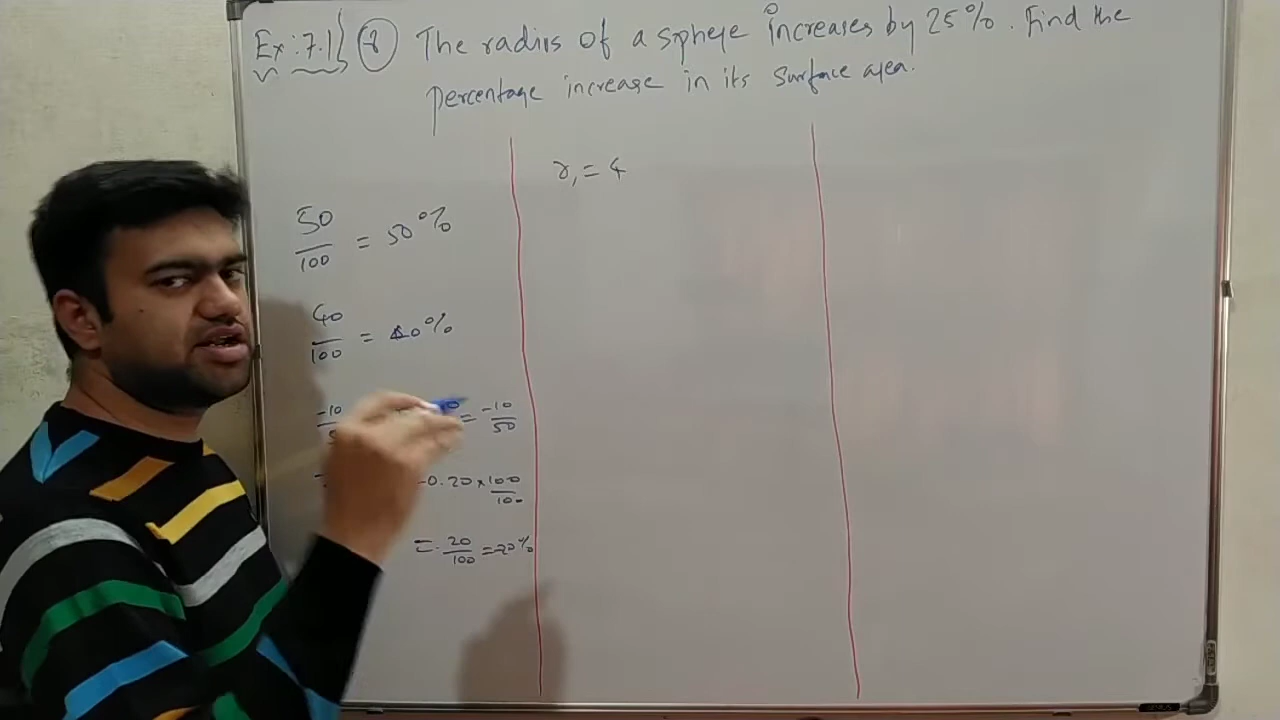 Ex: 7.1 8 The radius of a sphere increases by 25%. Find the
percentage increase in its surface area.
r₁ = 4
50/100 = 50%
40/100 = 40%
-10 = -10/50
-0.20 × 100/100
= 20/100 = 20%